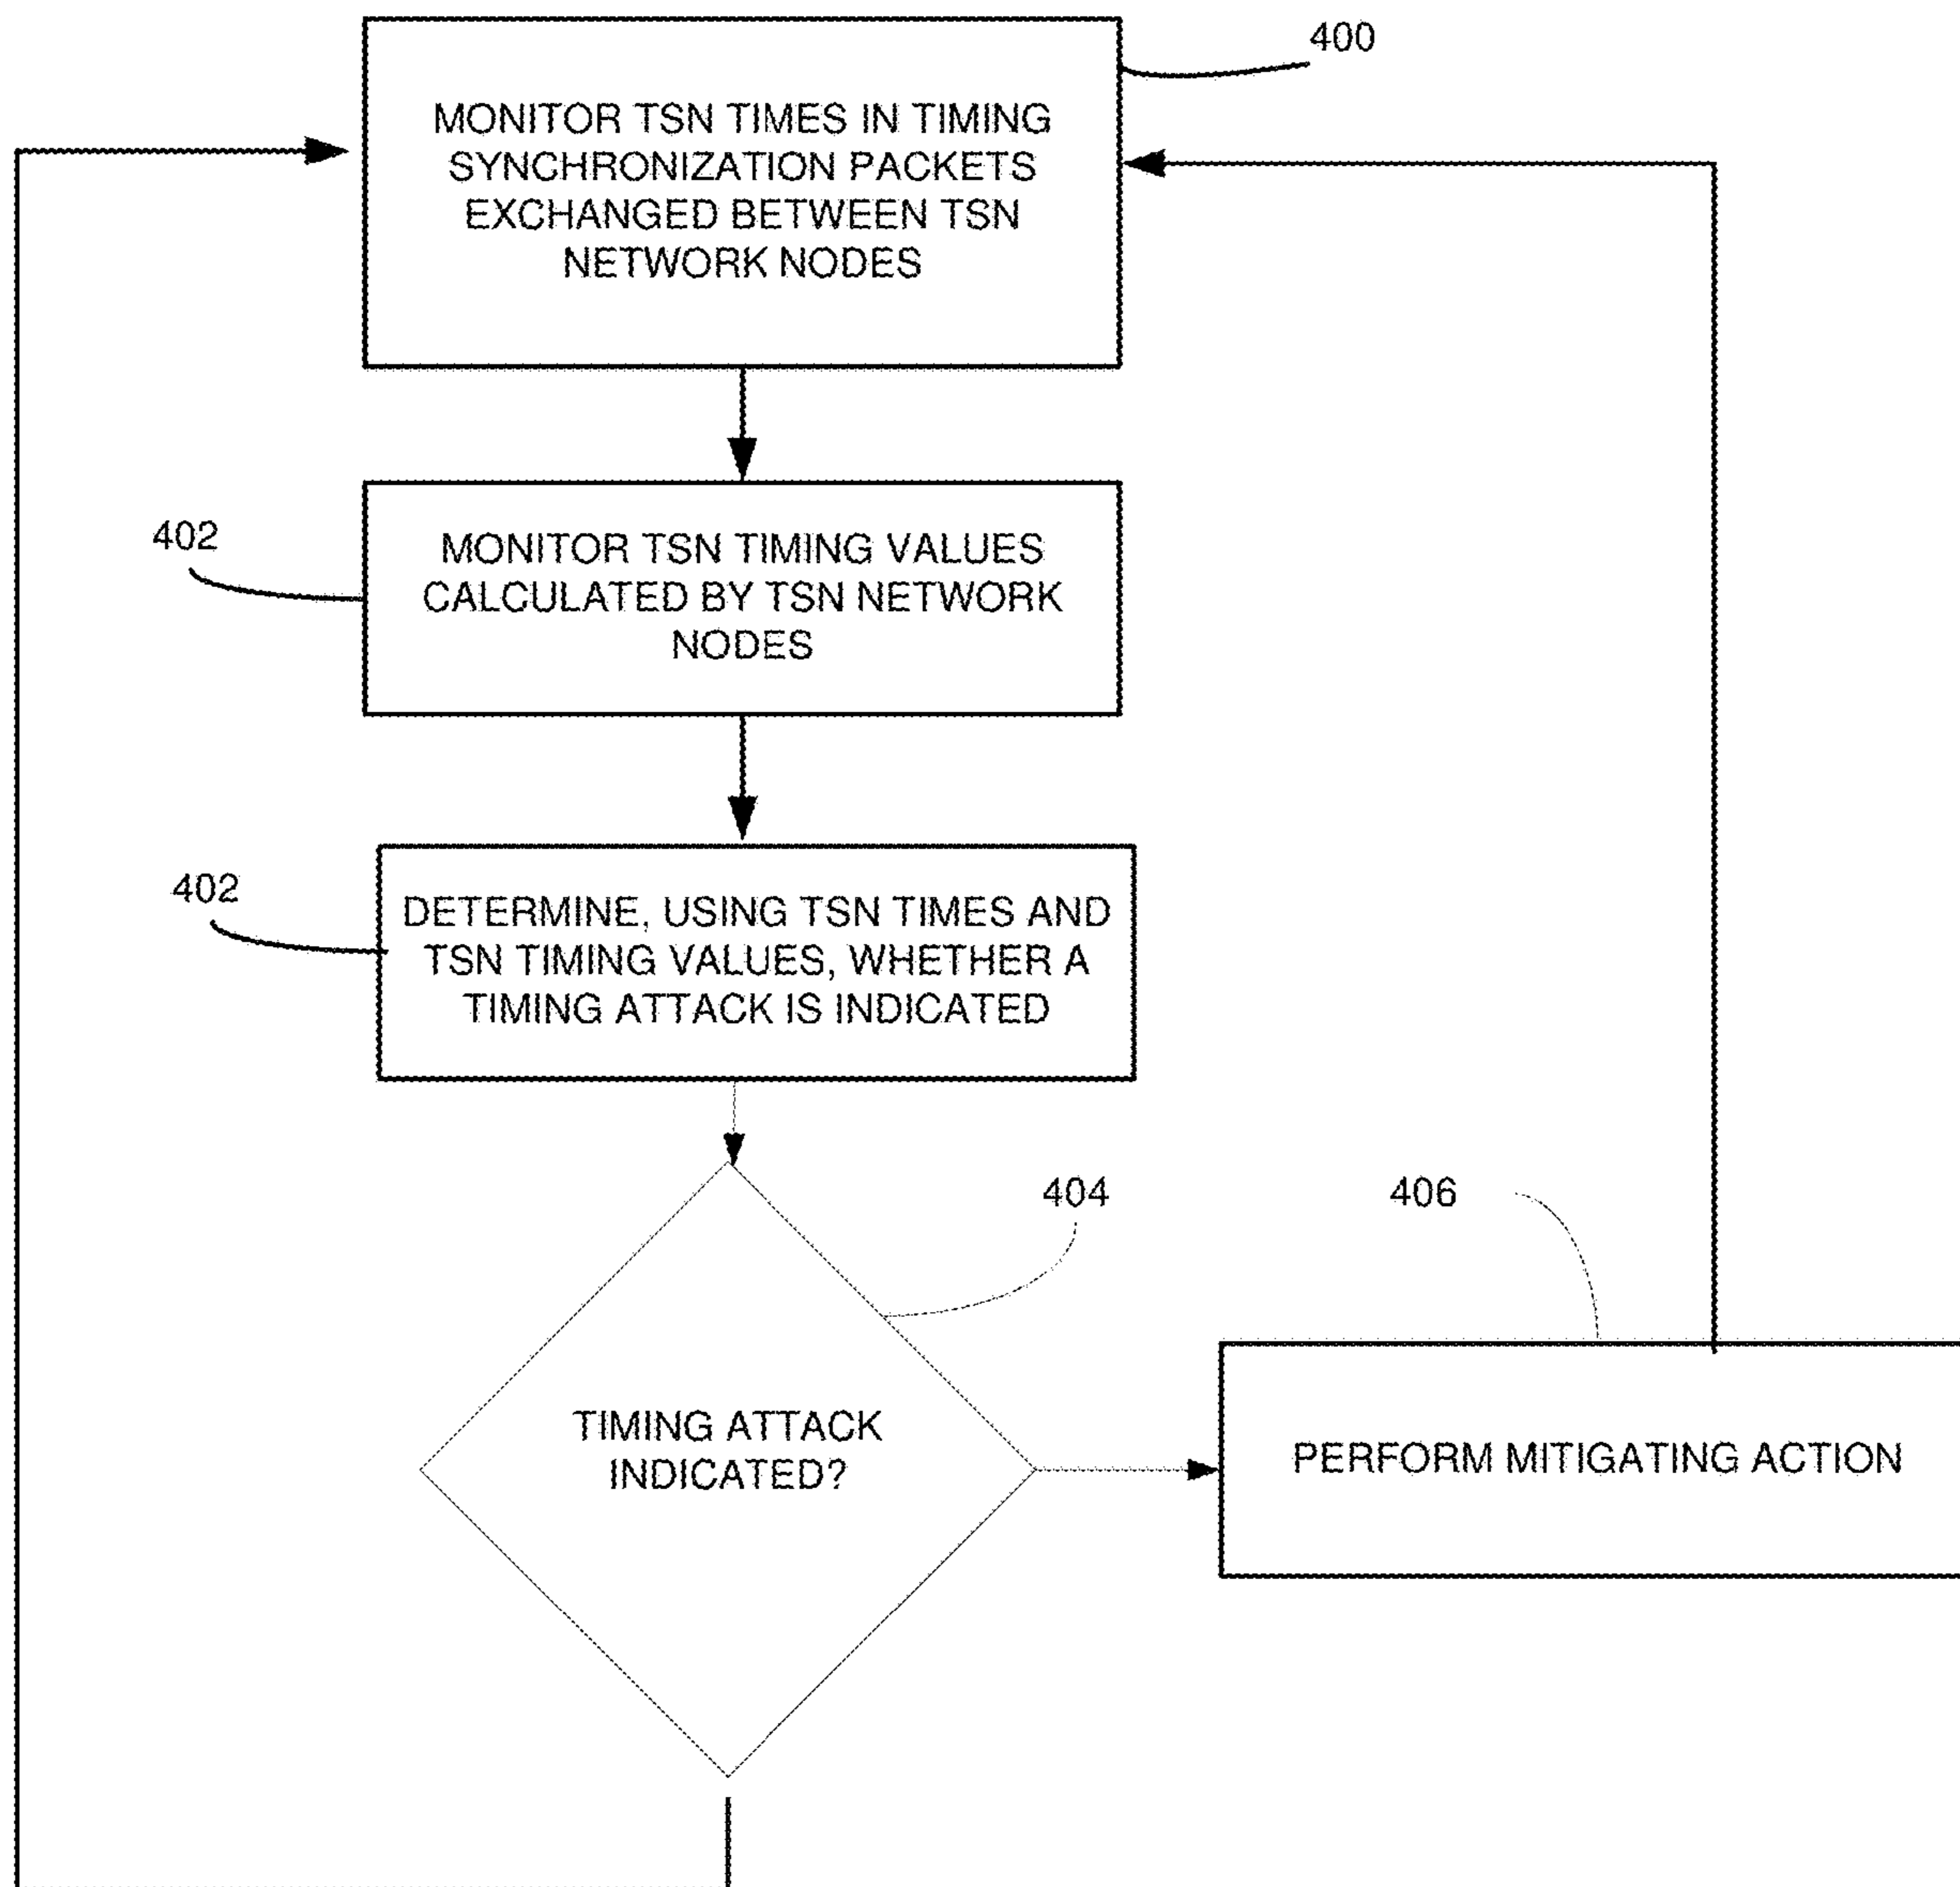 400
MONITOR TSN TIMES IN TIMING
SYNCHRONIZATION PACKETS
EXCHANGED BETWEEN TSN
NETWORK NODES
402
MONITOR TSN TIMING VALUES
CALCULATED BY TSN NETWORK
NODES
402
DETERMINE, USING TSN TIMES AND
TSN TIMING VALUES, WHETHER A
TIMING ATTACK IS INDICATED
404
406
TIMING ATTACK
INDICATED?
PERFORM MITIGATING ACTION